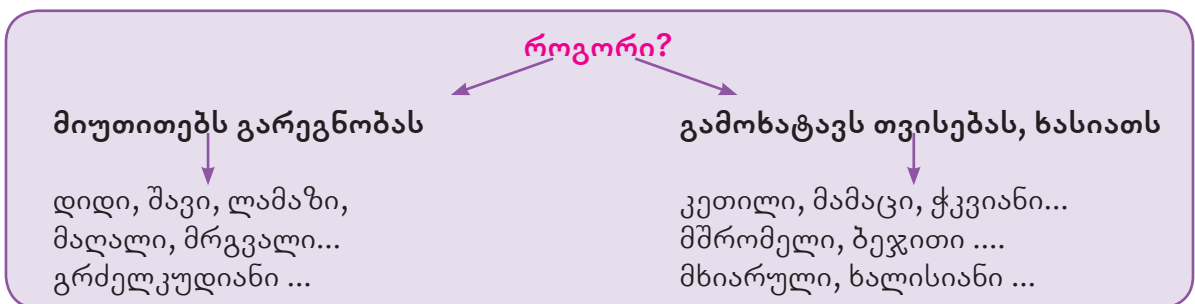 როგორი?
მიუთითებს გარეგნობას
დიდი, შავი, ლამაზი,
მაღალი, მრგვალი...
გრძელკუდიანი ...
გამოხატავს თვისებას, ხასიათს
კეთილი, მამაცი, ჭკვიანი...
მშრომელი, ბეჯითი ....
მხიარული, ხალისიანი ...